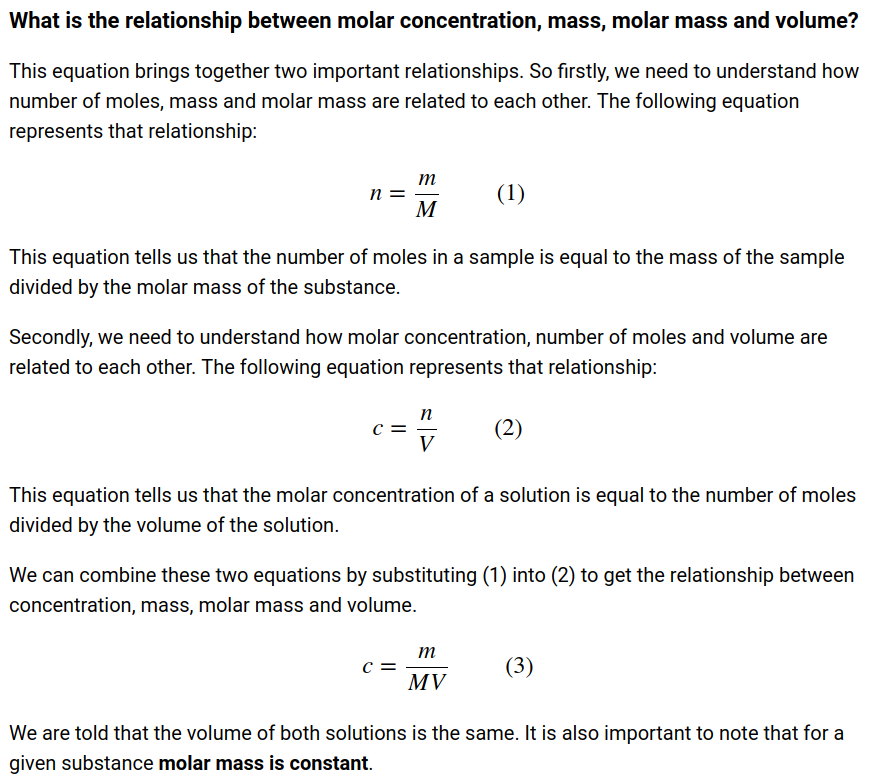 What is the relationship between molar concentration, mass, molar mass and volume?
This equation brings together two important relationships. So firstly, we need to understand how
number of moles, mass and molar mass are related to each other. The following equation
represents that relationship:
n = m/M (1)
This equation tells us that the number of moles in a sample is equal to the mass of the sample
divided by the molar mass of the substance.
Secondly, we need to understand how molar concentration, number of moles and volume are
related to each other. The following equation represents that relationship:
c = n/V (2)
This equation tells us that the molar concentration of a solution is equal to the number of moles
divided by the volume of the solution.
We can combine these two equations by substituting (1) into (2) to get the relationship between
concentration, mass, molar mass and volume.
c = m/MV (3)
We are told that the volume of both solutions is the same. It is also important to note that for a
given substance molar mass is constant.